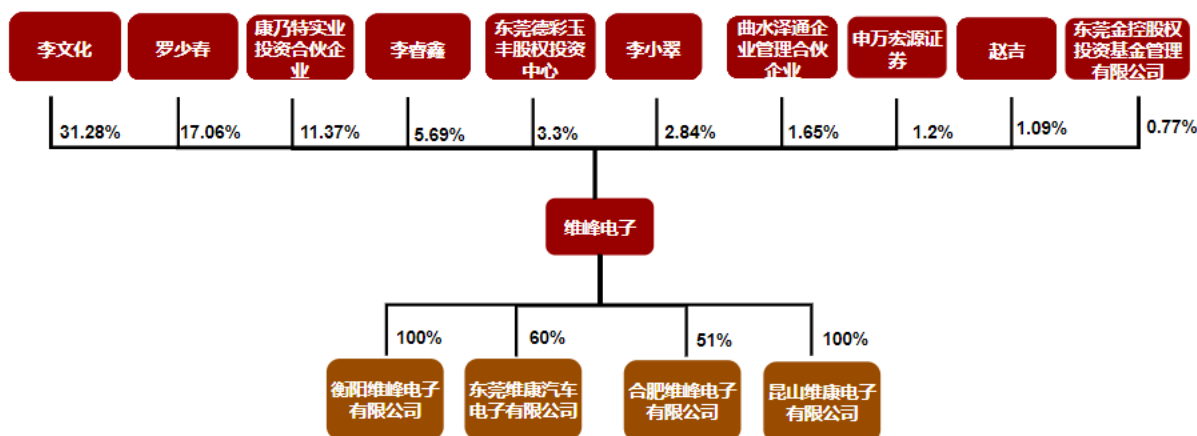 李文化
罗少春
康乃特实业
投资合伙企
业
李睿鑫
东莞德彩玉
丰股权投资
中心
李小翠
曲水泽通企
业管理合伙
企业
申万宏源证
券
赵吉
东莞金控股权
投资基金管理
有限公司
31.28%
17.06%
11.37%
5.69%
3.3%
2.84%
1.65%
1.2%
1.09%
0.77%
维峰电子
100%
60%
51%
100%
衡阳维峰电子
有限公司
东莞维康汽车
电子有限公司
合肥维峰电子
有限公司
昆山维康电子
有限公司